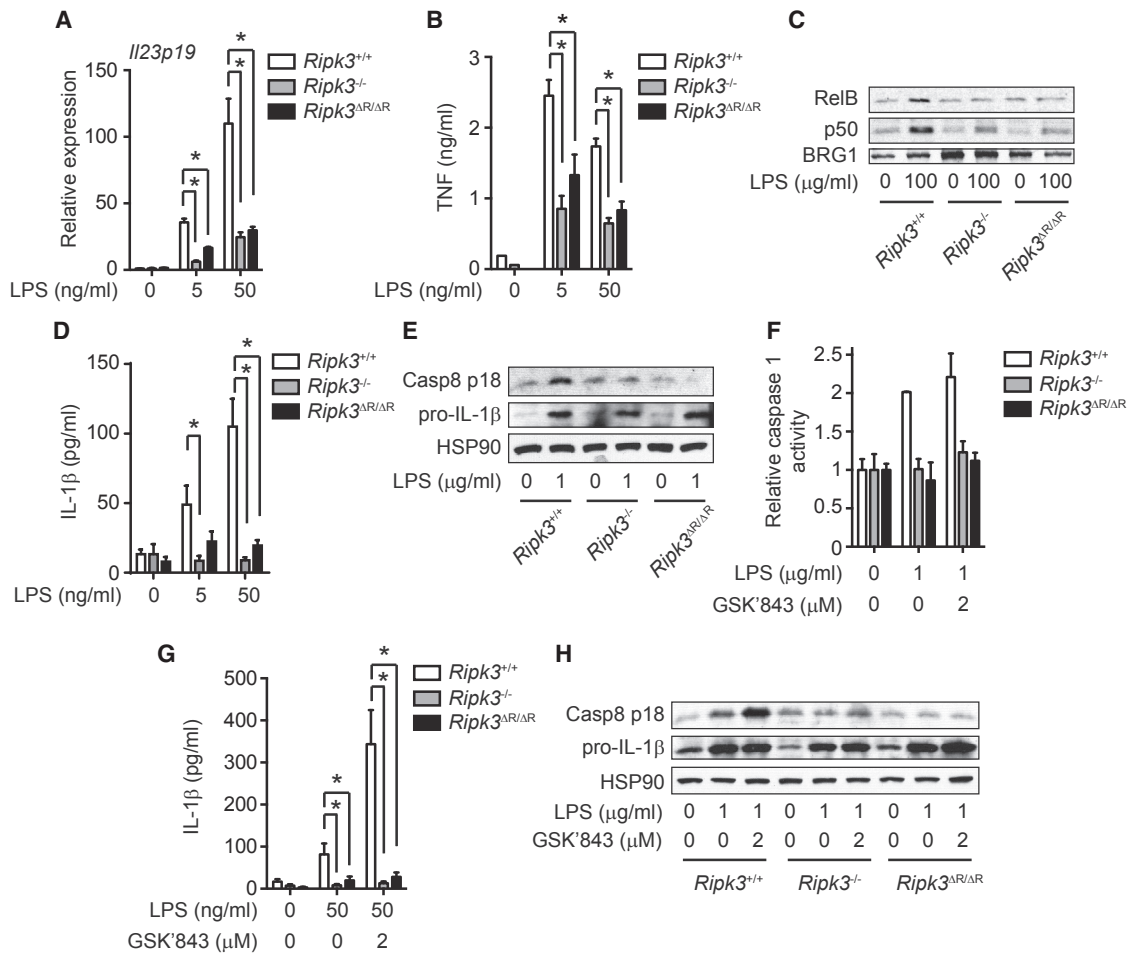 A
Il23p19
Relative expression
150
100
50
0
*
*
*
*
Ripk3+/+
Ripk3-/-
Ripk3ΔR/ΔR
LPS (ng/ml)
0 5 50
B
TNF (ng/ml)
3
2
1
0
*
*
*
*
Ripk3+/+
Ripk3-/-
Ripk3ΔR/ΔR
LPS (ng/ml)
0 5 50
C
RelB
p50
BRG1
LPS (μg/ml) 0 100 0 100 0 100
Ripk3+/+ Ripk3-/- Ripk3ΔR/ΔR
D
IL-1β (pg/ml)
150
100
50
0
*
*
*
Ripk3+/+
Ripk3-/-
Ripk3ΔR/ΔR
LPS (ng/ml) 0 5 50
E
Casp8 p18
pro-IL-1β
HSP90
LPS (μg/ml) 0 1 0 1 0 1
Ripk3+/+ Ripk3-/- Ripk3ΔR/ΔR
F
Relative caspase 1
activity
2.5
2
1.5
1
0.5
0
Ripk3+/+
Ripk3-/-
Ripk3ΔR/ΔR
LPS (μg/ml) 0 1 1
GSK'843 (μM) 0 0 2
G
IL-1β (pg/ml)
500
400
300
200
100
0
*
*
*
*
Ripk3+/+
Ripk3-/-
Ripk3ΔR/ΔR
LPS (ng/ml) 0 50 50
GSK'843 (μM) 0 0 2
H
Casp8 p18
pro-IL-1β
HSP90
LPS (μg/ml) 0 1 1 0 1 1 0 1 1
GSK'843 (μM) 0 0 2 0 0 2 0 0 2
Ripk3+/+ Ripk3-/- Ripk3ΔR/ΔR